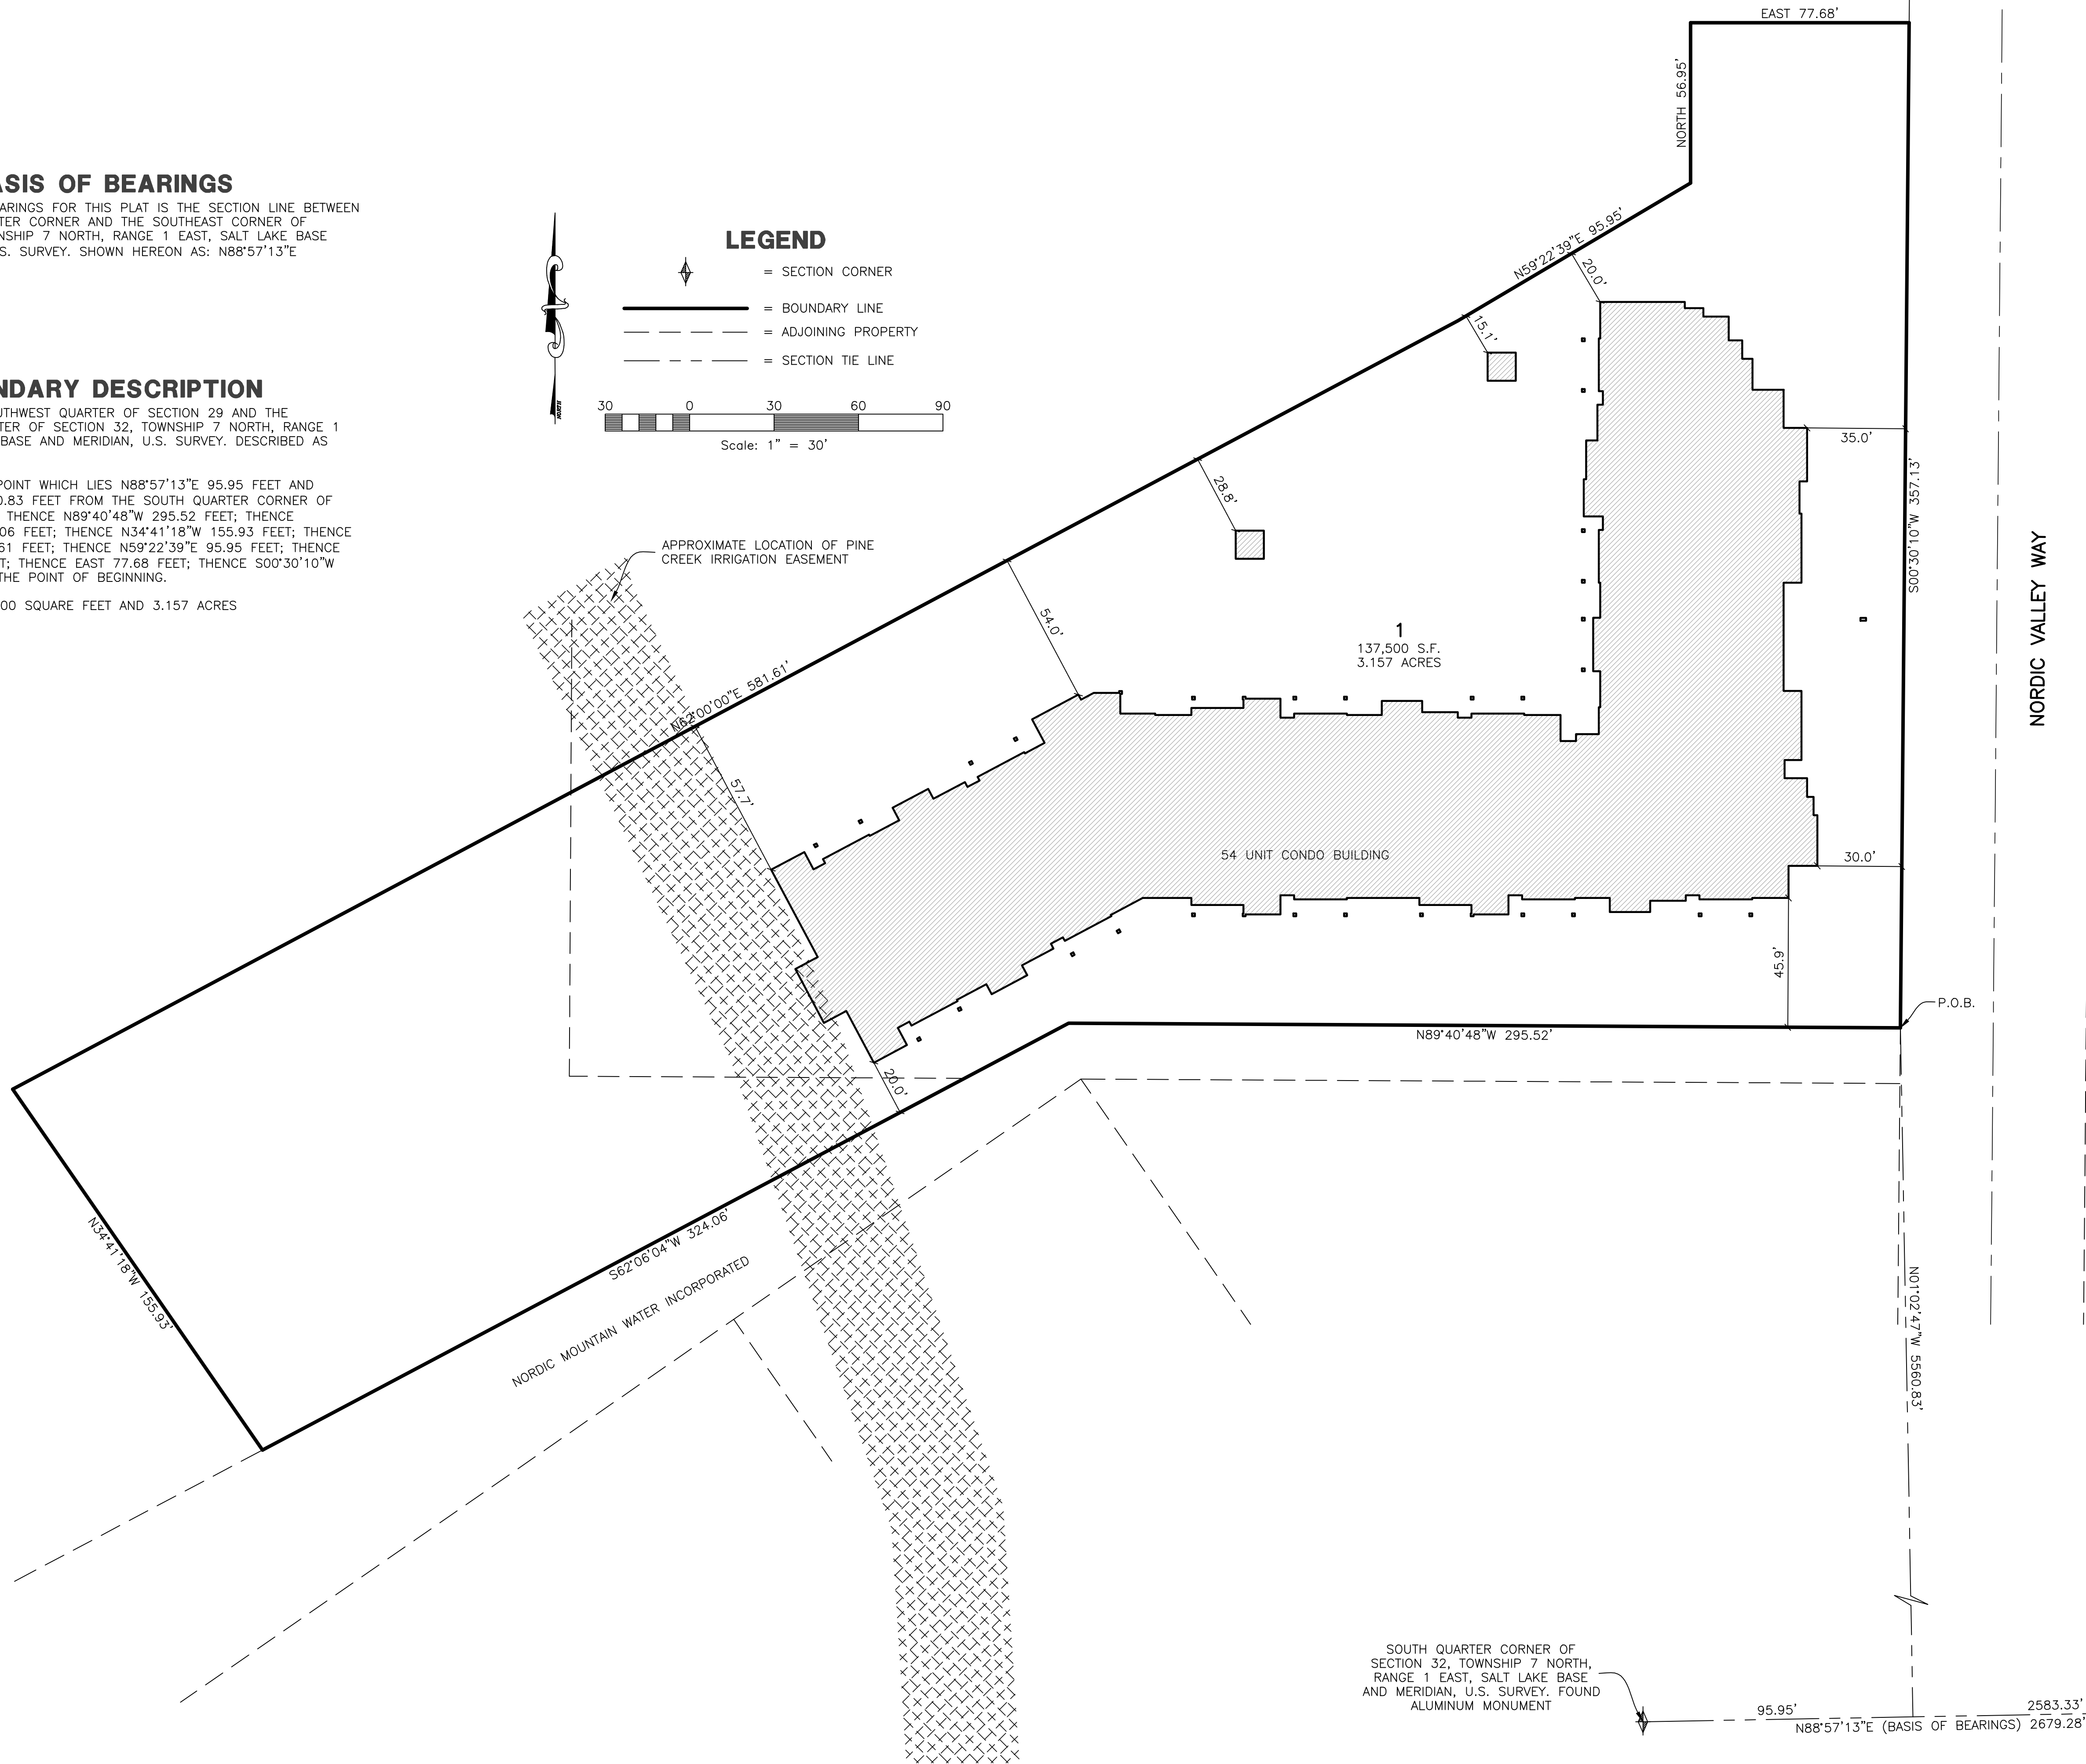 EAST 77.68'
NORTH 56.95'
ASIS OF BEARINGS
ARINGS FOR THIS PLAT IS THE SECTION LINE BETWEEN
TER CORNER AND THE SOUTHEAST CORNER OF
NSHIP 7 NORTH, RANGE 1 EAST, SALT LAKE BASE
S. SURVEY. SHOWN HEREON AS: N88°57'13"E
NDARY DESCRIPTION
UTHWEST QUARTER OF SECTION 29 AND THE
TER OF SECTION 32, TOWNSHIP 7 NORTH, RANGE 1
BASE AND MERIDIAN, U.S. SURVEY. DESCRIBED AS
POINT WHICH LIES N88°57'13"E 95.95 FEET AND
0.83 FEET FROM THE SOUTH QUARTER CORNER OF
THENCE N89°40'48"W 295.52 FEET; THENCE
06 FEET; THENCE N34°41'18"W 155.93 FEET; THENCE
61 FEET; THENCE N59°22'39"E 95.95 FEET; THENCE
T; THENCE EAST 77.68 FEET; THENCE S00°30'10"W
THE POINT OF BEGINNING.
00 SQUARE FEET AND 3.157 ACRES
LEGEND
= SECTION CORNER
= BOUNDARY LINE
= ADJOINING PROPERTY
= SECTION TIE LINE
30 0 30 60 90
Scale: 1" = 30'
N59°22'39"E 95.95'
20.0'
15.1'
28.8'
35.0'
S00°30'10"W 357.13'
NORDIC VALLEY WAY
APPROXIMATE LOCATION OF PINE
CREEK IRRIGATION EASEMENT
54.0'
1
137,500 S.F.
3.157 ACRES
N62°00'00"E 581.61'
57.7'
54 UNIT CONDO BUILDING
30.0'
45.9'
P.O.B.
N89°40'48"W 295.52'
20.0'
N34°41'18"W 155.93'
S62°06'04"W 324.06'
NORDIC MOUNTAIN WATER INCORPORATED
N01°02'47"W 5560.83'
SOUTH QUARTER CORNER OF
SECTION 32, TOWNSHIP 7 NORTH,
RANGE 1 EAST, SALT LAKE BASE
AND MERIDIAN, U.S. SURVEY. FOUND
ALUMINUM MONUMENT
95.95'
2583.33'
N88°57'13"E (BASIS OF BEARINGS) 2679.28'